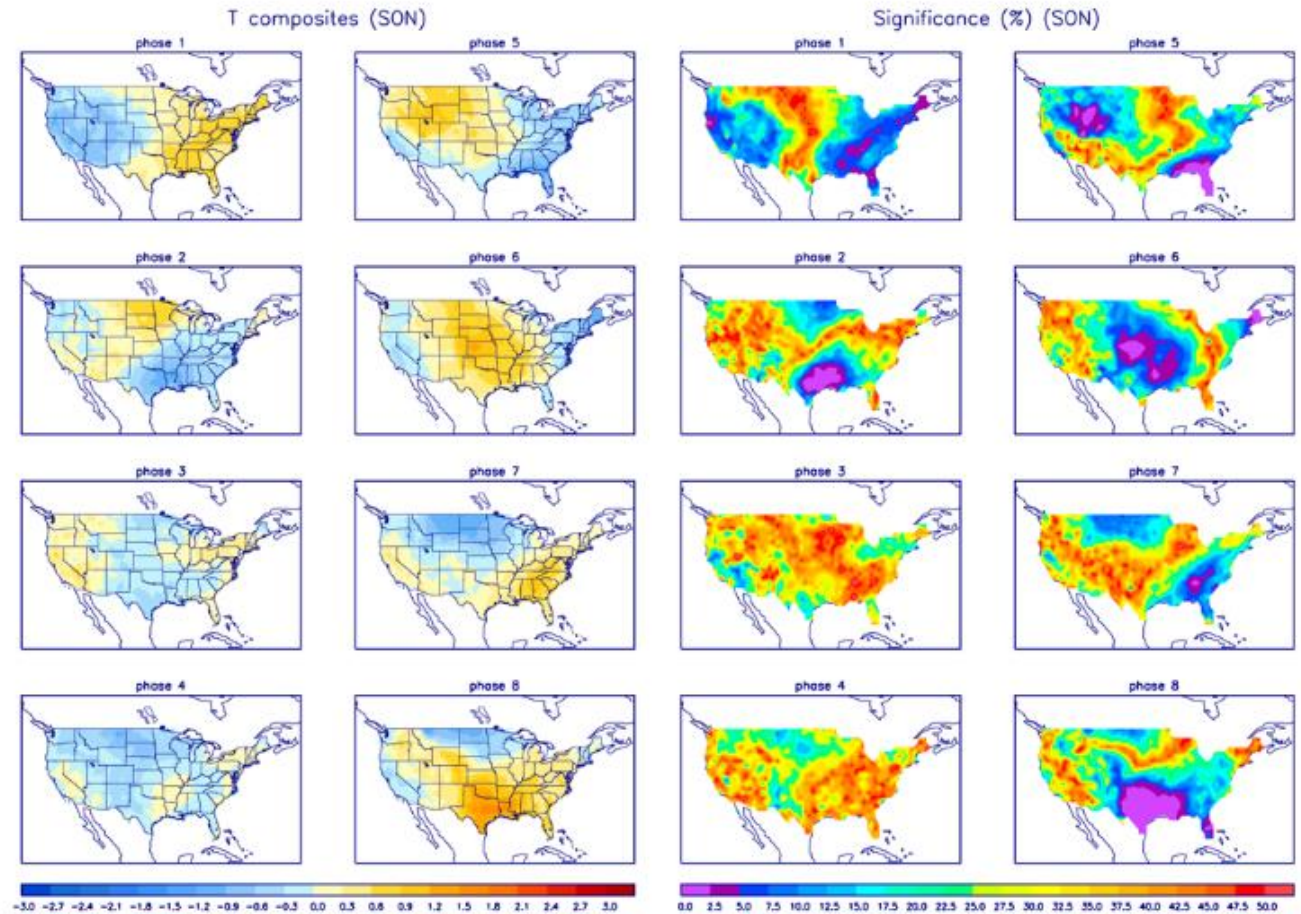 T composites (SON)
Significance (%) (SON)
phase 1
phase 5
phase 1
phase 5
phase 2
phase 6
phase 2
phase 6
phase 3
phase 7
phase 3
phase 7
phase 4
phase 8
phase 4
phase 8
-3.0 -2.7 -2.4 -2.1 -1.8 -1.2 -0.9 -0.6 -0.3 0.0 0.3 0.6 0.9 1.2 1.5 1.8 2.1 2.4 2.7 3.0
0.0 2.5 5.0 7.5 10.0 12.5 15.0 17.5 20.0 22.5 25.0 27.5 30.0 32.5 35.0 37.5 40.0 42.5 45.0 47.5 50.0